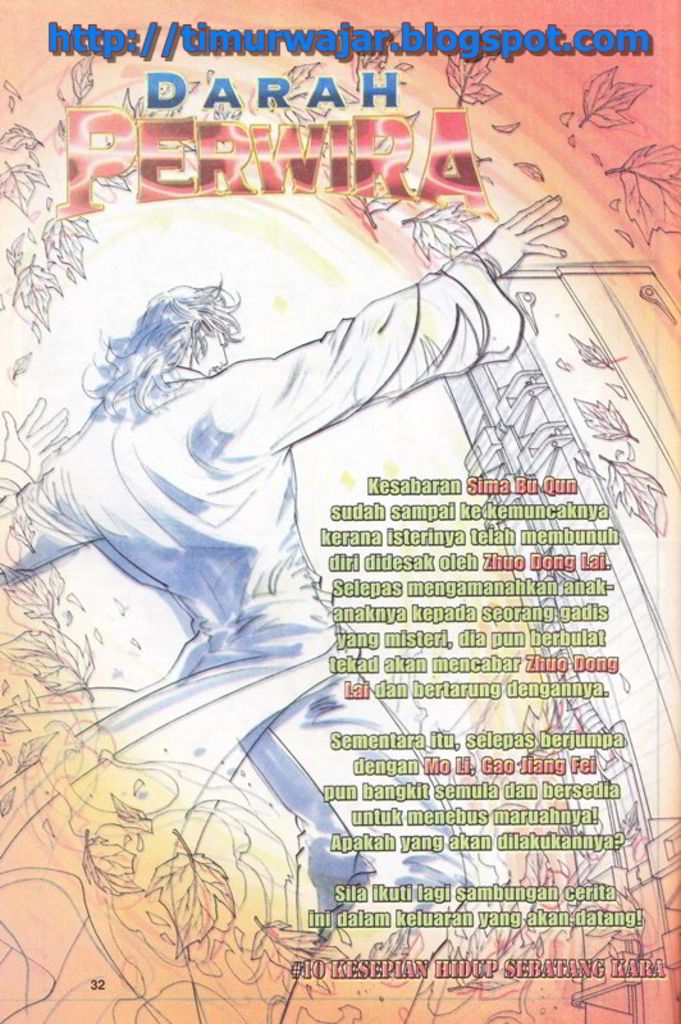 http://timurwajar.blogspot.com
DARAH
PERWIRA
Kesabaran Sima Bu Qun
sudah sampai ke kemuncaknya
kerana isterinya telah membunuh
diri didesak oleh Zhuo Dong Lai.
Selepas mengamanahkan anak-
anaknya kepada seorang gadis
yang misteri, dia pun berbulat
tekad akan mencabar Zhuo Dong
Lai dan bertarung dengannya.
Sementara itu, selepas berjumpa
dengan Mo Li, Gao Jiang Fei
pun bangkit semula dan bersedia
untuk menebus maruahnya!
Apakah yang akan dilakukannya?
Sila ikuti lagi sambungan cerita
ini dalam keluaran yang akan datang!
#10 KESEPIAN HIDUP SEBATANG KARA
32